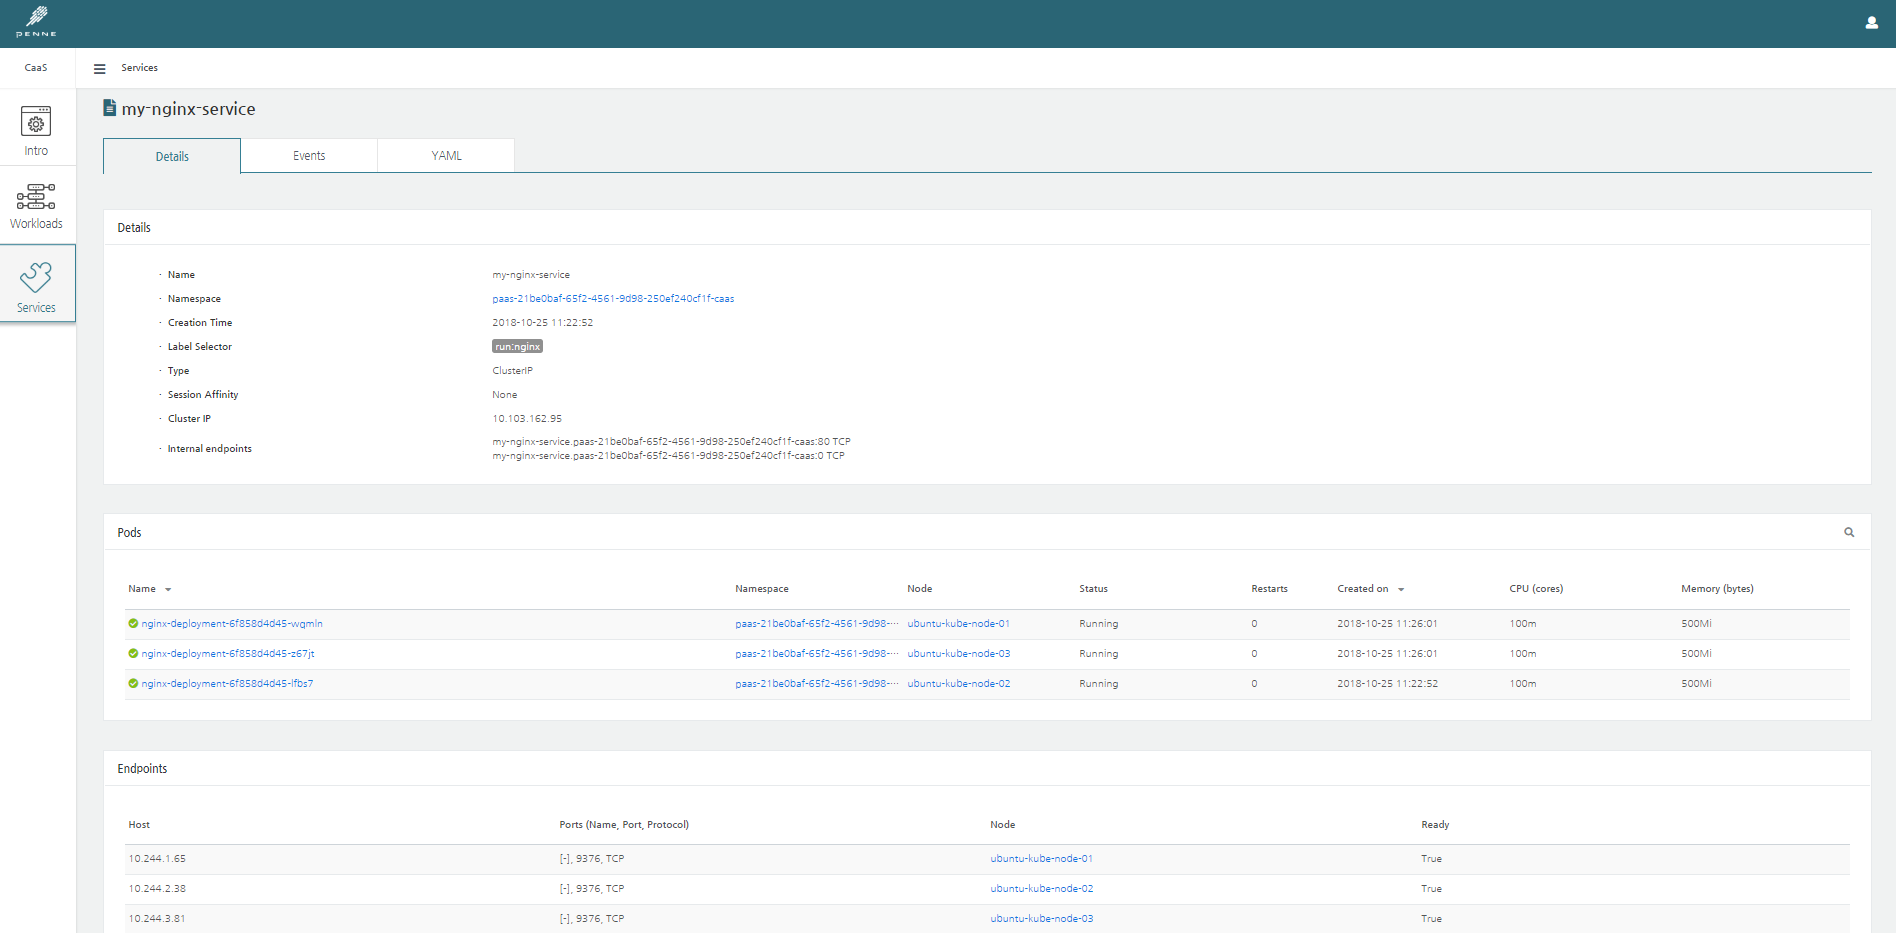 PENNE
CaaS
Services
Intro
Workloads
Services
my-nginx-service
Details Events YAML
Details
· Name my-nginx-service
· Namespace paas-21be0baf-65f2-4561-9d98-250ef240cf1f-caas
· Creation Time 2018-10-25 11:22:52
· Label Selector run:nginx
· Type ClusterIP
· Session Affinity None
· Cluster IP 10.103.162.95
· Internal endpoints my-nginx-service.paas-21be0baf-65f2-4561-9d98-250ef240cf1f-caas:80 TCP
my-nginx-service.paas-21be0baf-65f2-4561-9d98-250ef240cf1f-caas:0 TCP
Pods
Name Namespace Node Status Restarts Created on CPU (cores) Memory (bytes)
nginx-deployment-6f858d4d45-wqmln paas-21be0baf-65f2-4561-9d98-··· ubuntu-kube-node-01 Running 0 2018-10-25 11:26:01 100m 500Mi
nginx-deployment-6f858d4d45-z67jt paas-21be0baf-65f2-4561-9d98-··· ubuntu-kube-node-03 Running 0 2018-10-25 11:26:01 100m 500Mi
nginx-deployment-6f858d4d45-lfbs7 paas-21be0baf-65f2-4561-9d98-··· ubuntu-kube-node-02 Running 0 2018-10-25 11:22:52 100m 500Mi
Endpoints
Host Ports (Name, Port, Protocol) Node Ready
10.244.1.65 [-], 9376, TCP ubuntu-kube-node-01 True
10.244.2.38 [-], 9376, TCP ubuntu-kube-node-02 True
10.244.3.81 [-], 9376, TCP ubuntu-kube-node-03 True